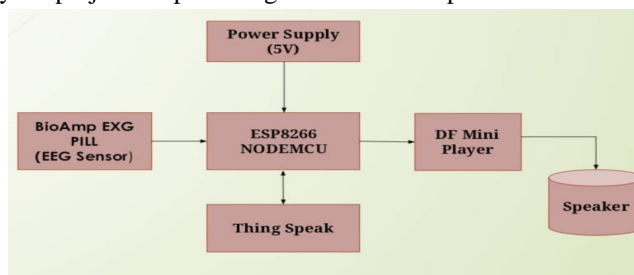 Power Supply
(5V)
BioAmp EXG
PILL
(EEG Sensor)
ESP8266
NODEMCU
DF Mini
Player
Speaker
Thing Speak